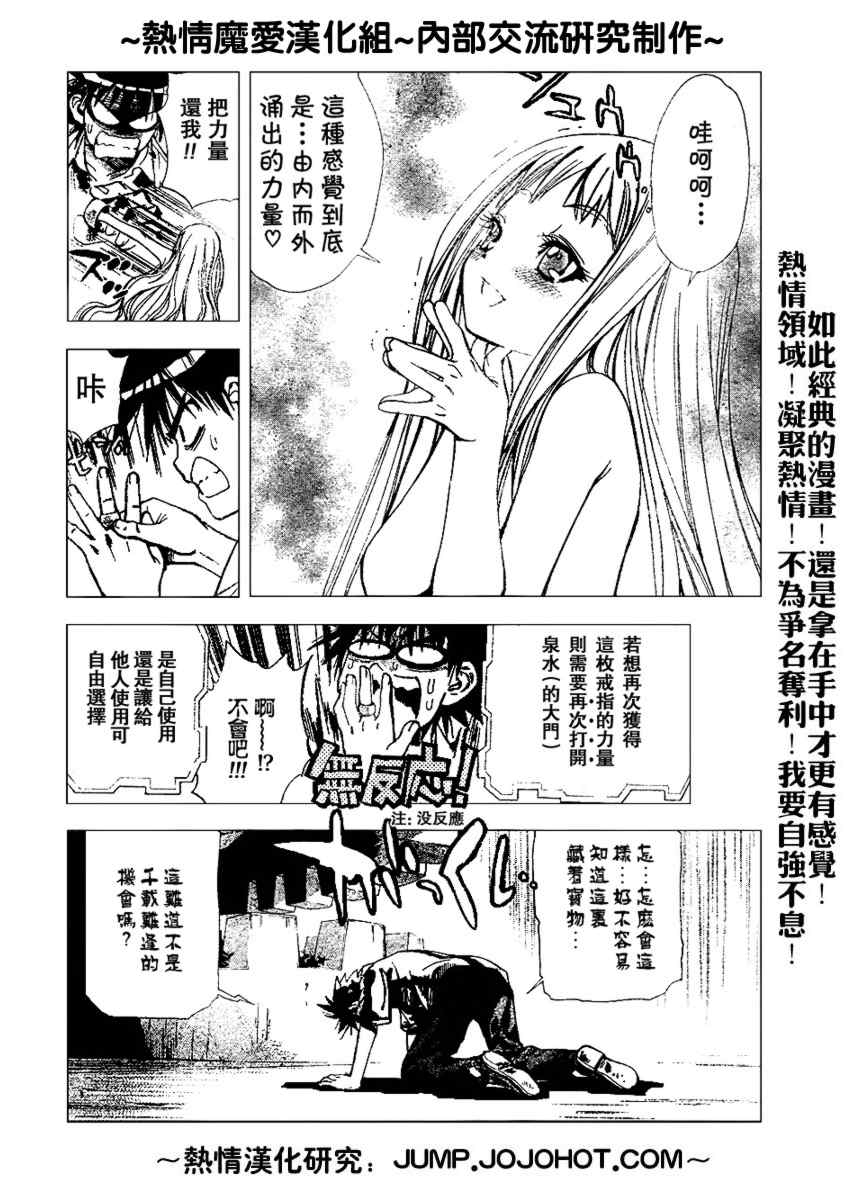 ~熱情魔愛漢化組~內部交流研究制作~
哇呵呵…
這種感覺到底
是…由内而外
涌出的力量♡
把力量
還我!!
咔
若想再次獲得
這枚戒指的力量
則需要再次打開
泉水(的大門)
啊~~!?
不會吧!!!
是自己使用
還是讓給
他人使用可
自由選擇
無反応!
注:没反應
怎…怎麽會這
樣…好不容易
知道這裏
藏着寶物…
這難道不是
千載難逢的
機會嗎?
如此經典的漫畫!還是拿在手中才更有感覺!
熱情領域!凝聚熱情!不為爭名奪利!我要自強不息!
~熱情漢化研究:JUMP.JOJOHOT.COM~